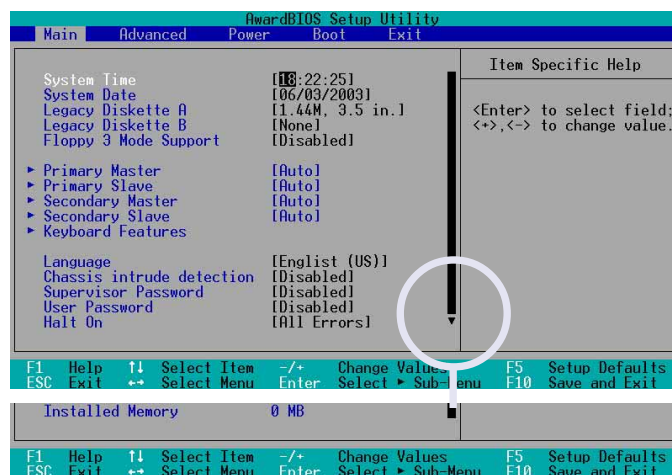 AwardBIOS Setup Utility
Main Advanced Power Boot Exit
Item Specific Help
System Time [18:22:25]
System Date [06/03/2003]
Legacy Diskette A [1.44M, 3.5 in.]
<Enter> to select field;
Legacy Diskette B [None]
<+>,<-> to change value.
Floppy 3 Mode Support [Disabled]
Primary Master [Auto]
Primary Slave [Auto]
Secondary Master [Auto]
Secondary Slave [Auto]
Keyboard Features
Language [Englist (US)]
Chassis intrude detection [Disabled]
Supervisor Password [Disabled]
User Password [Disabled]
Halt On [All Errors]
F1 Help ↑↓ Select Item -/+ Change Values F5 Setup Defaults
ESC Exit ←→ Select Menu Enter Select ► Sub-Menu F10 Save and Exit
Installed Memory 0 MB
F1 Help ↑↓ Select Item -/+ Change Values F5 Setup Defaults
ESC Exit ←→ Select Menu Enter Select ► Sub-Menu F10 Save and Exit